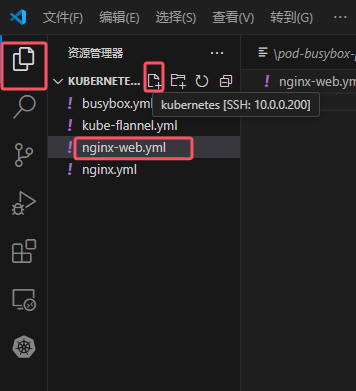 文件(F) 编辑(E) 选择(S) 查看(V) 转到(G) ···
资源管理器 ···
\pod-busybox-p
KUBERNETE...
nginx-web.ym
! busybox.yml
kubernetes [SSH: 10.0.0.200]
! kube-flannel.yml
! nginx-web.yml
! nginx.yml